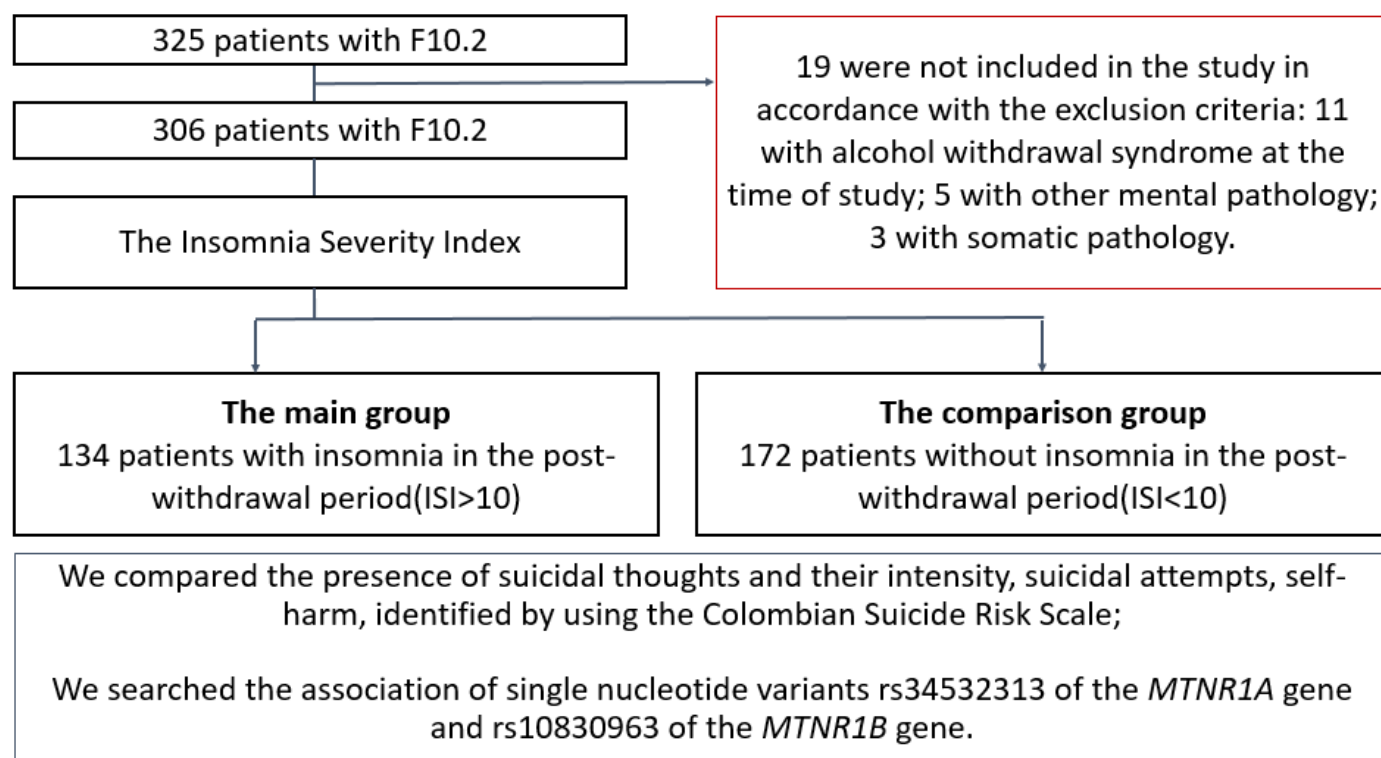 325 patients with F10.2
19 were not included in the study in
accordance with the exclusion criteria: 11
with alcohol withdrawal syndrome at the
time of study; 5 with other mental pathology;
3 with somatic pathology.
306 patients with F10.2
The Insomnia Severity Index
The main group
134 patients with insomnia in the post-
withdrawal period(ISI>10)
The comparison group
172 patients without insomnia in the post-
withdrawal period(ISI<10)
We compared the presence of suicidal thoughts and their intensity, suicidal attempts, self-
harm, identified by using the Colombian Suicide Risk Scale;
We searched the association of single nucleotide variants rs34532313 of the MTNR1A gene
and rs10830963 of the MTNR1B gene.